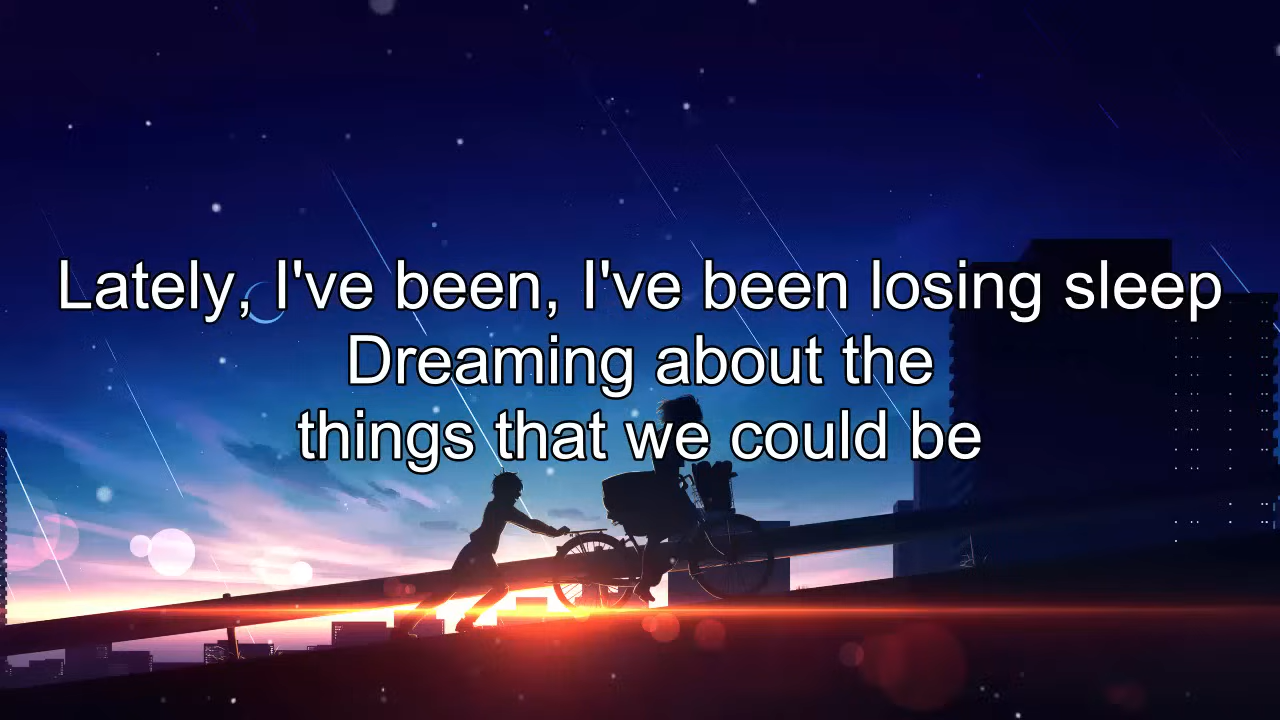 Lately, I've been, I've been losing sleep
Dreaming about the
things that we could be